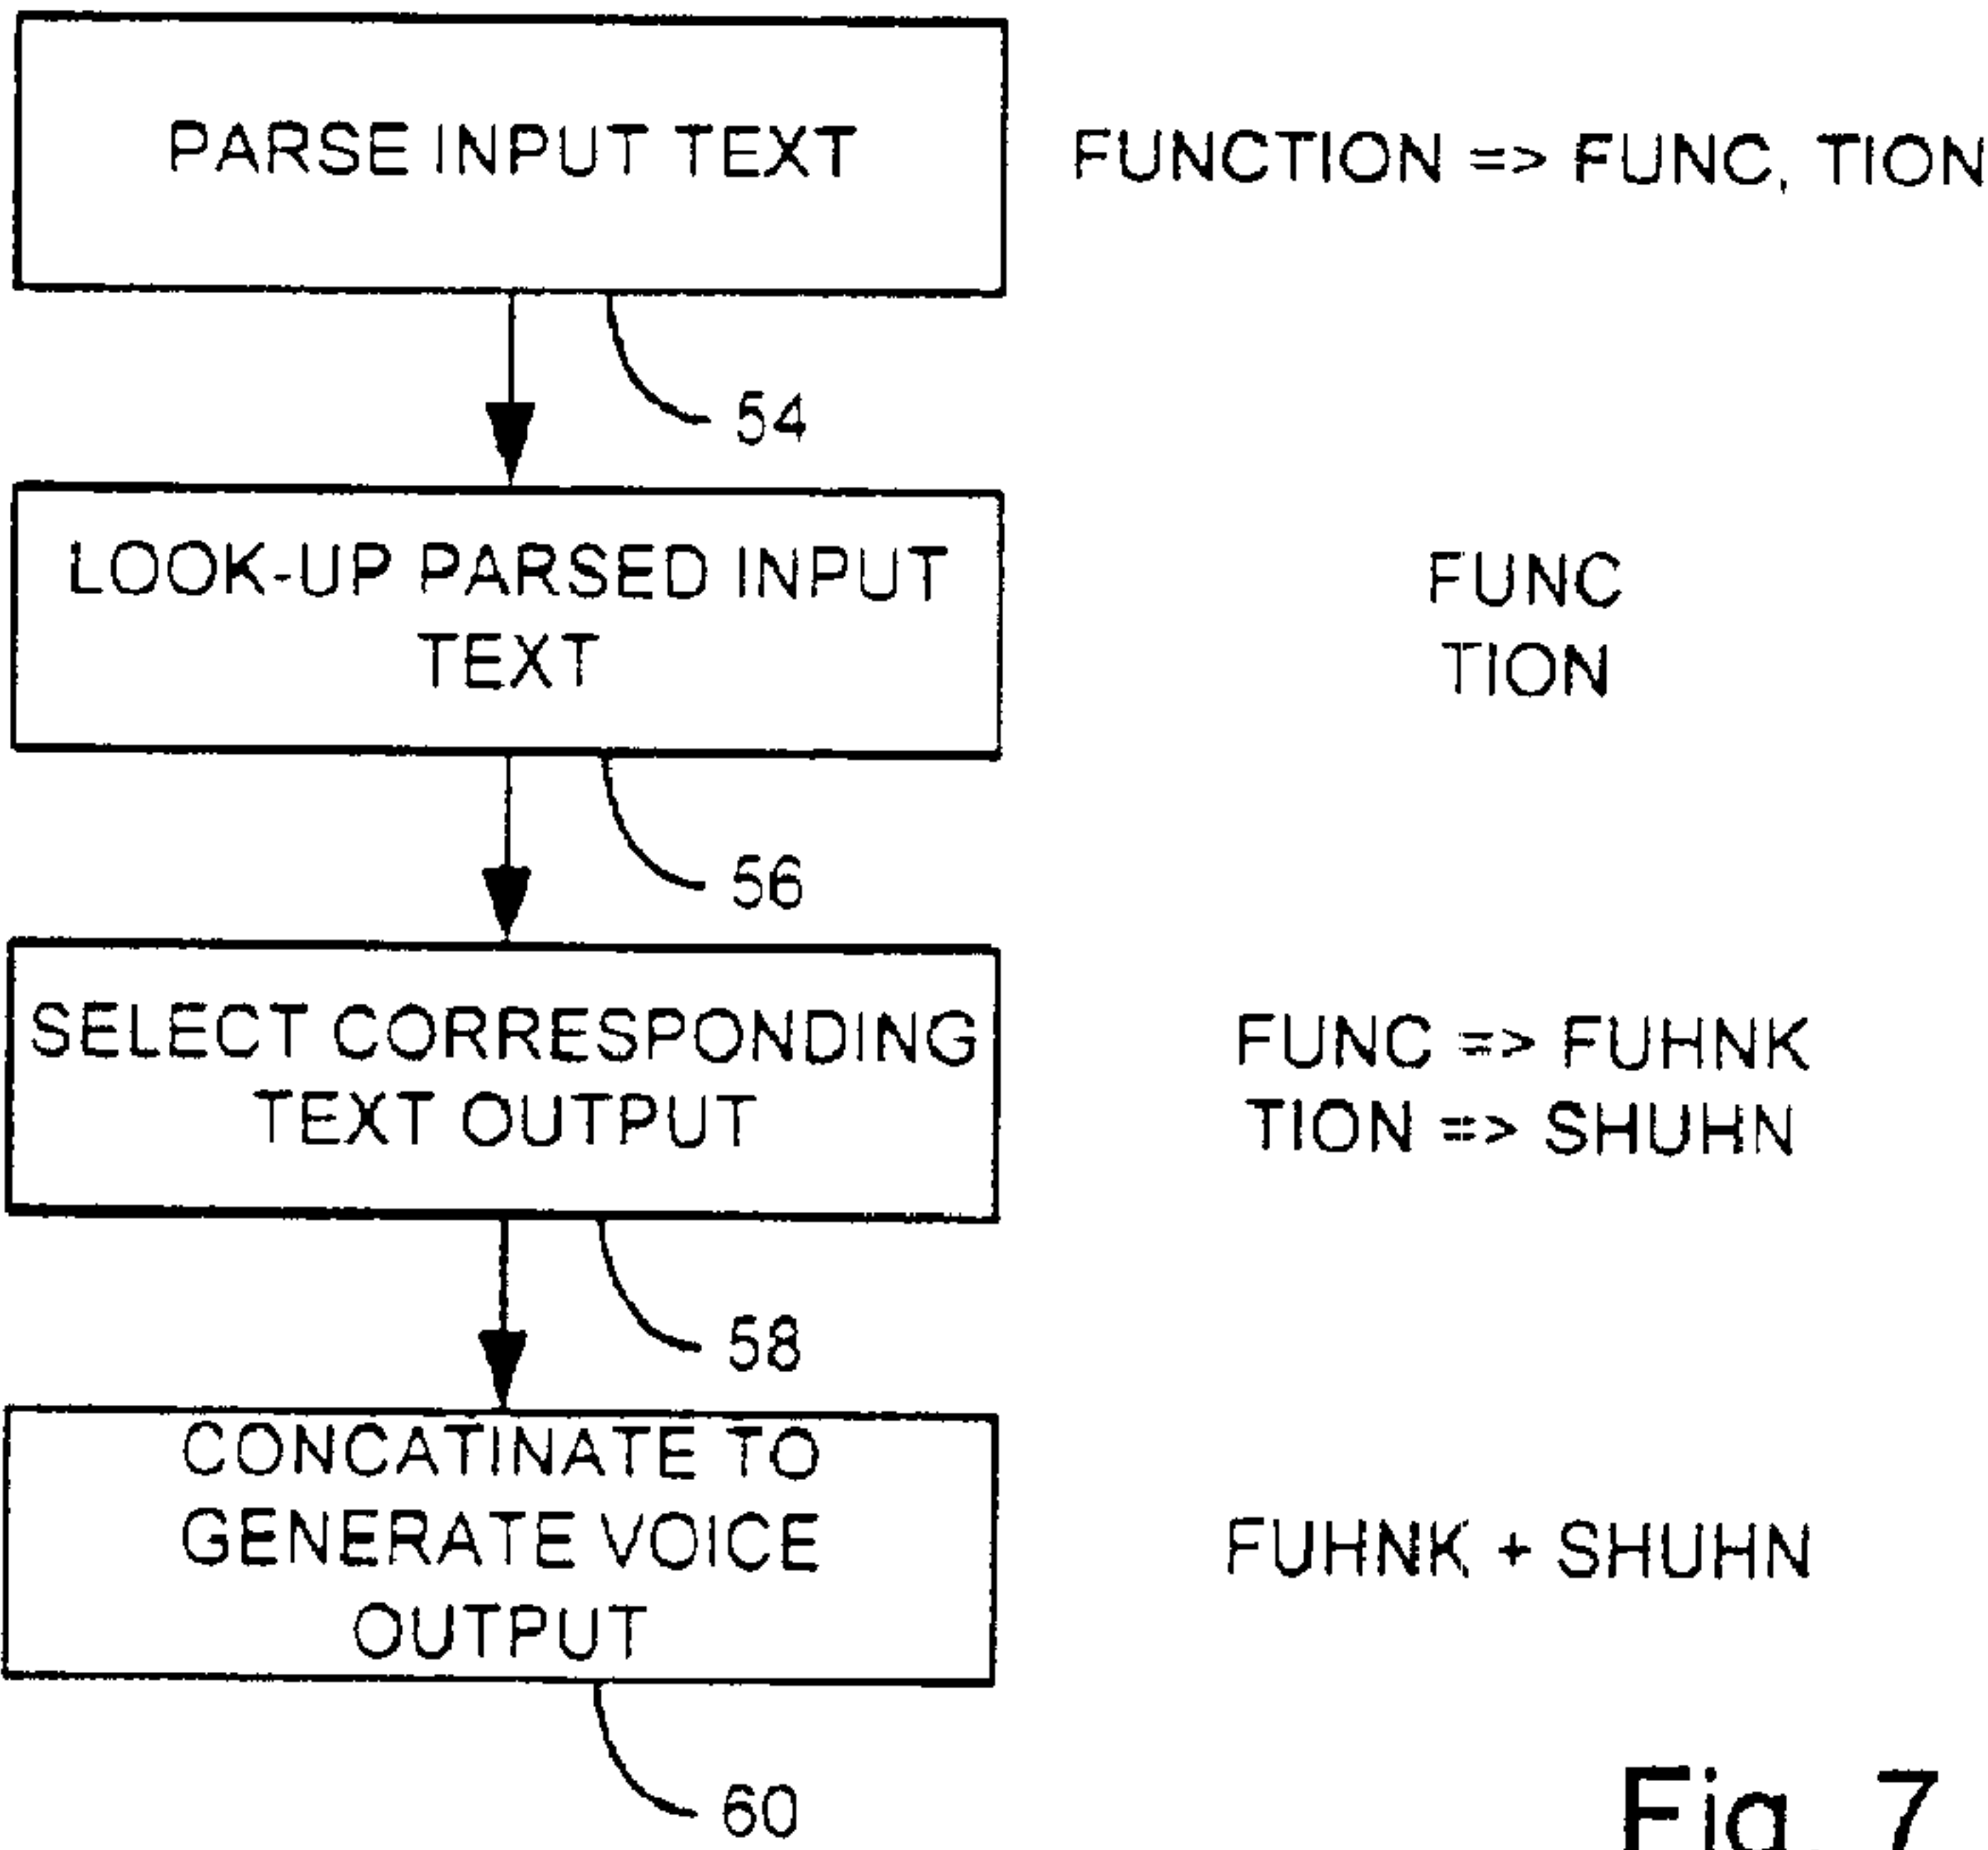 PARSE INPUT TEXT
FUNCTION => FUNC, TION
54
LOOK-UP PARSED INPUT
TEXT
FUNC
TION
56
SELECT CORRESPONDING
TEXT OUTPUT
FUNC => FUHNK
TION => SHUHN
58
CONCATINATE TO
GENERATE VOICE
OUTPUT
FUHNK + SHUHN
60
Fig. 7